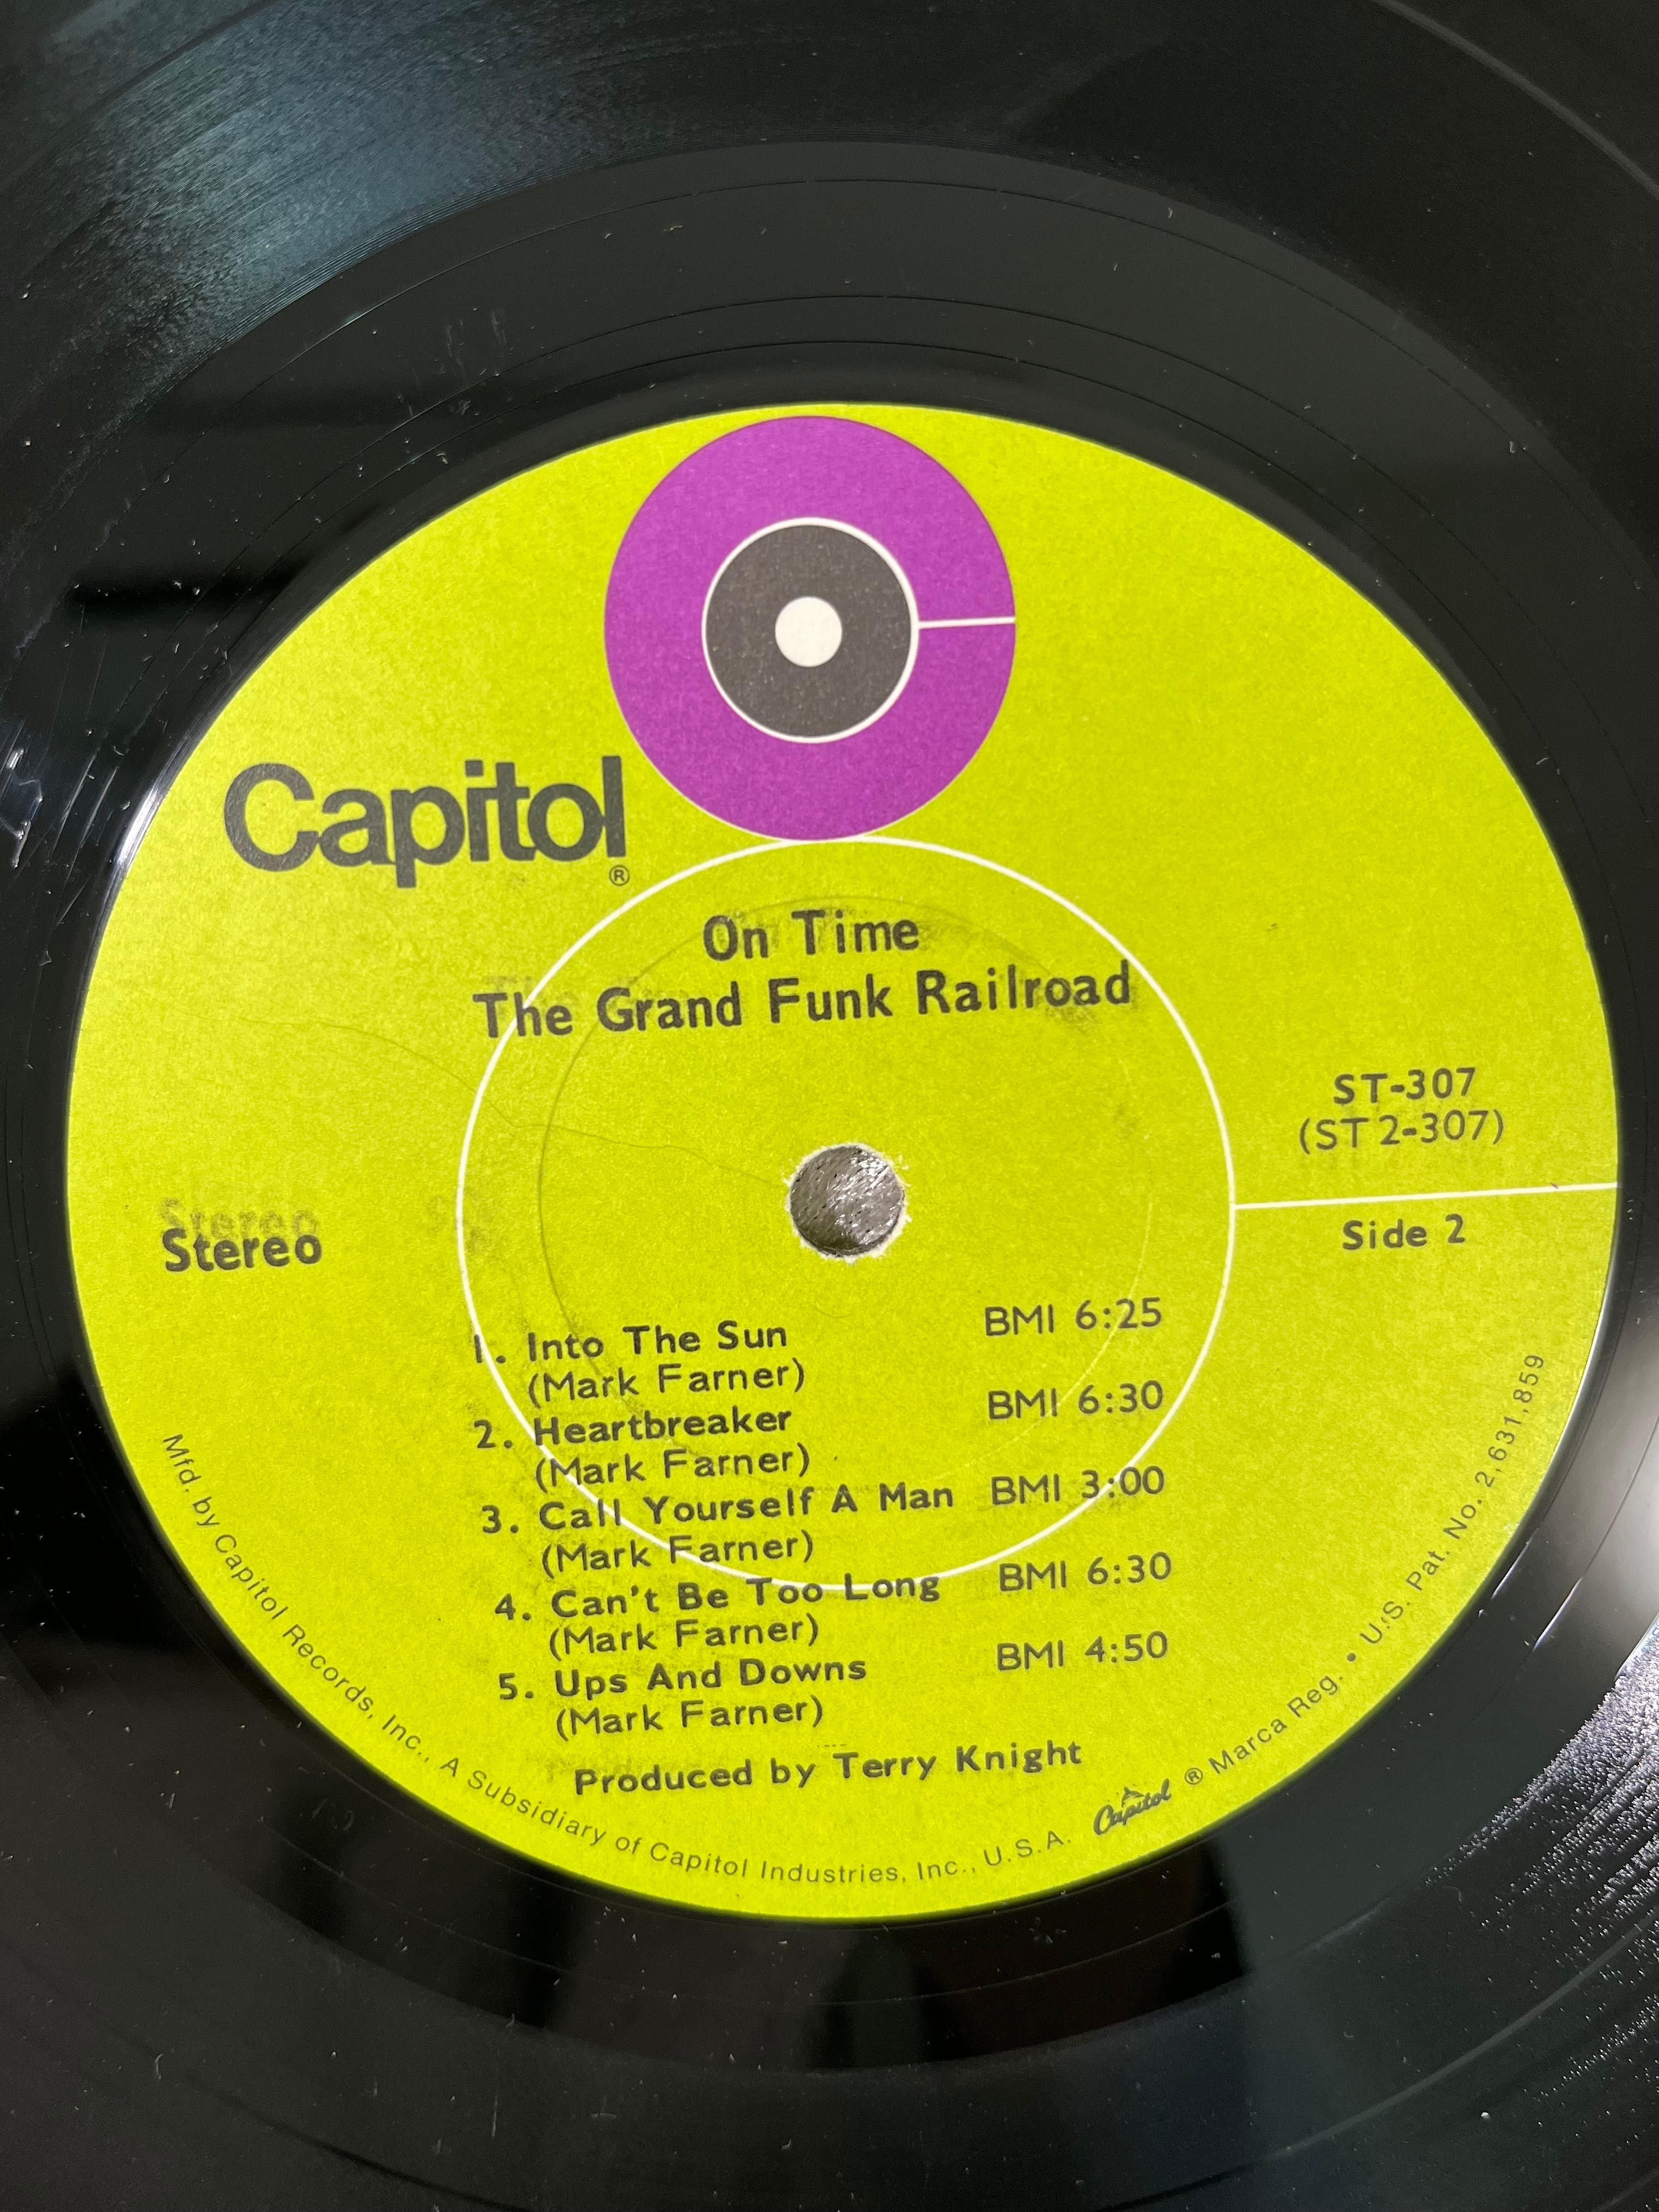 Capitol®
On Time
The Grand Funk Railroad
ST-307
(ST 2-307)
Stereo
Stereo
Side 2
1. Into The Sun BMI 6:25
(Mark Farner)
2. Heartbreaker BMI 6:30
(Mark Farner)
3. Call Yourself A Man BMI 3:00
(Mark Farner)
4. Can't Be Too Long BMI 6:30
(Mark Farner)
5. Ups And Downs BMI 4:50
(Mark Farner)
Produced by Terry Knight
Mfd. by Capitol Records, Inc., A Subsidiary of Capitol Industries, Inc., U.S.A. Capitol ® Marca Reg. • U.S. Pat. No. 2,631,859